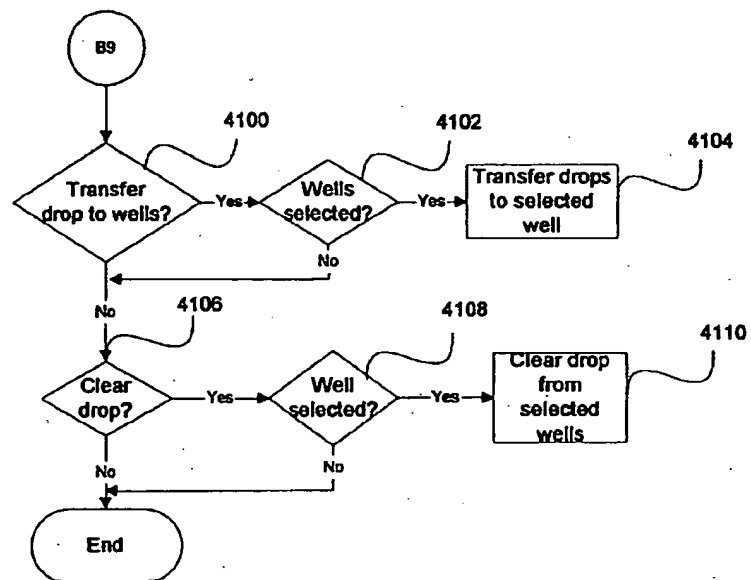 B9
4100
4102
4104
Transfer
drop to wells?
Yes
Wells
selected?
Yes
Transfer drops
to selected
well
No
No
4106
4108
4110
Clear
drop?
Yes
Well
selected?
Yes
Clear drop
from
selected
wells
No
No
End